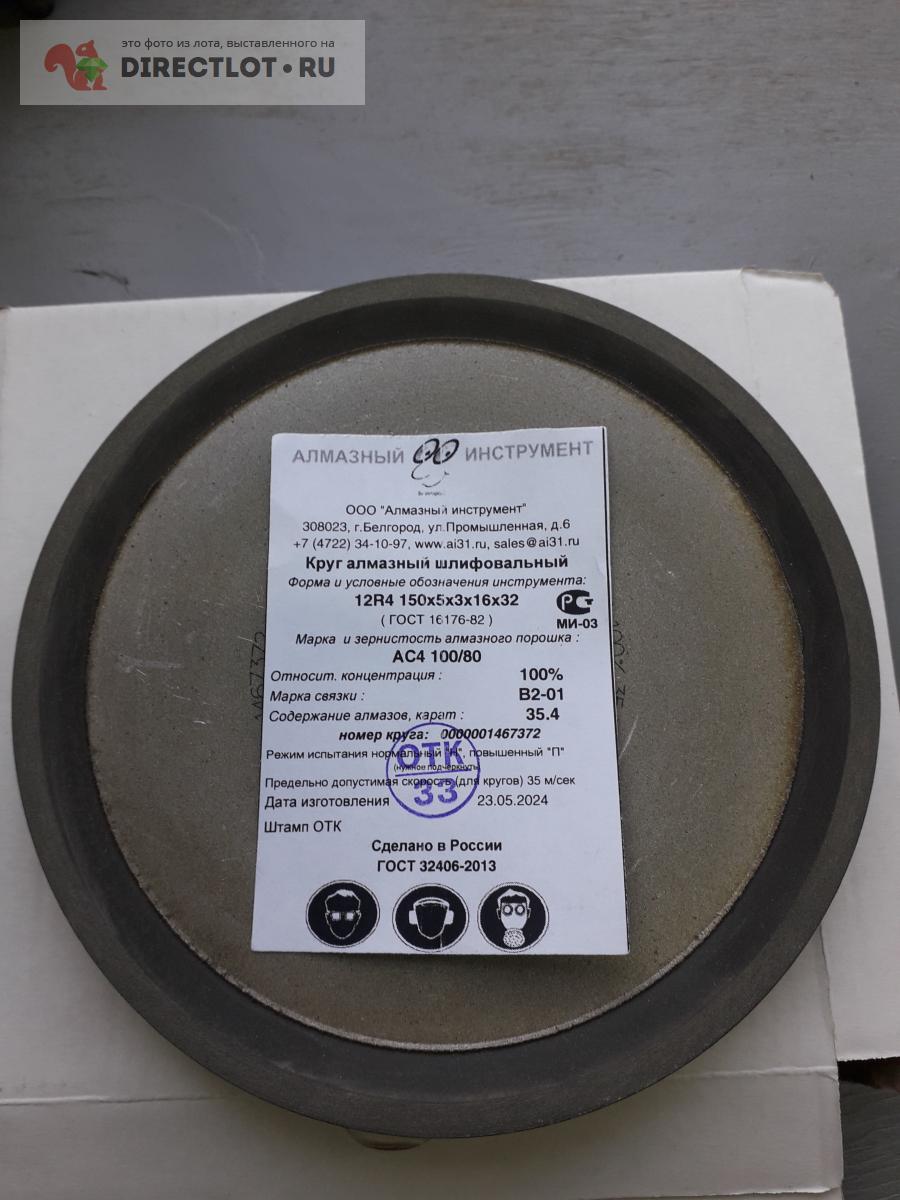 это фото из лота, выставленного на
DIRECTLOT.RU
АЛМАЗНЫЙ ИНСТРУМЕНТ
ООО "Алмазный инструмент"
308023, г.Белгород, ул.Промышленная, д.6
+7 (4722) 34-10-97, www.ai31.ru, sales@ai31.ru
Круг алмазный шлифовальный
Форма и условные обозначения инструмента:
12R4 150x5x3x16x32
( ГОСТ 16176-82 )
МИ-03
Марка и зернистость алмазного порошка :
АС4 100/80
Относит. концентрация : 100%
Марка связки : В2-01
Содержание алмазов, карат : 35.4
номер круга: 0000001467372
Режим испытания нормальный "Н", повышенный "П"
(нужное подчеркнуть)
Предельно допустимая скорость (для кругов) 35 м/сек
Дата изготовления 23.05.2024
Штамп ОТК
ОТК
33
Сделано в России
ГОСТ 32406-2013